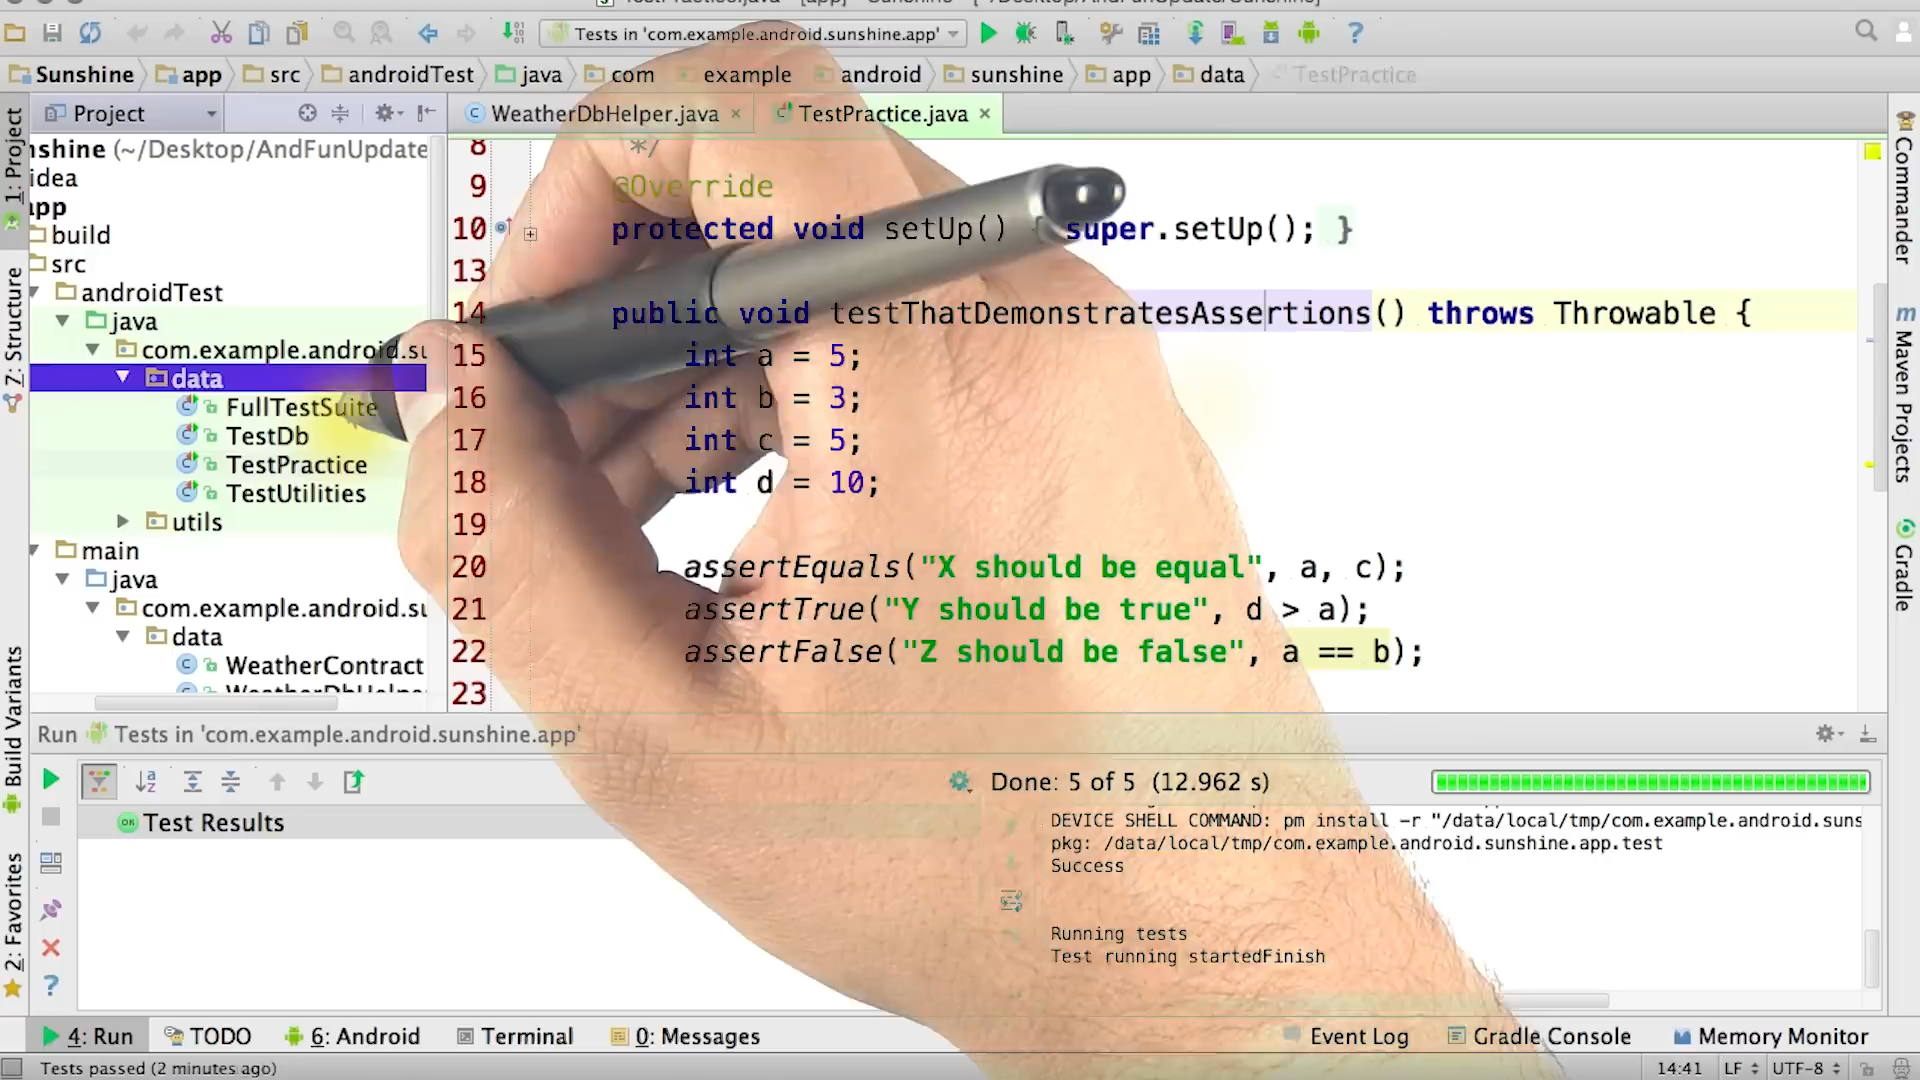 Tests in 'com.example.android.sunshine.app'
Sunshine app src androidTest java com example android sunshine app data TestPractice
Project
WeatherDbHelper.java TestPractice.java
1: Project
7: Structure
Build Variants
2: Favorites
nshine (~/Desktop/AndFunUpdate
idea
app
build
src
androidTest
java
com.example.android.su
data
FullTestSuite
TestDb
TestPractice
TestUtilities
utils
main
java
com.example.android.su
data
WeatherContract
WeatherDbHelpe
8 */
9 @Override
10 protected void setUp() { super.setUp(); }
13
14 public void testThatDemonstratesAssertions() throws Throwable {
15 int a = 5;
16 int b = 3;
17 int c = 5;
18 int d = 10;
19
20 assertEquals("X should be equal", a, c);
21 assertTrue("Y should be true", d > a);
22 assertFalse("Z should be false", a == b);
23
Commander
Maven Projects
Gradle
Run Tests in 'com.example.android.sunshine.app'
Done: 5 of 5 (12.962 s)
Test Results
DEVICE SHELL COMMAND: pm install -r "/data/local/tmp/com.example.android.suns
pkg: /data/local/tmp/com.example.android.sunshine.app.test
Success
Running tests
Test running startedFinish
4: Run TODO 6: Android Terminal 0: Messages Event Log Gradle Console Memory Monitor
Tests passed (2 minutes ago) 14:41 LF UTF-8